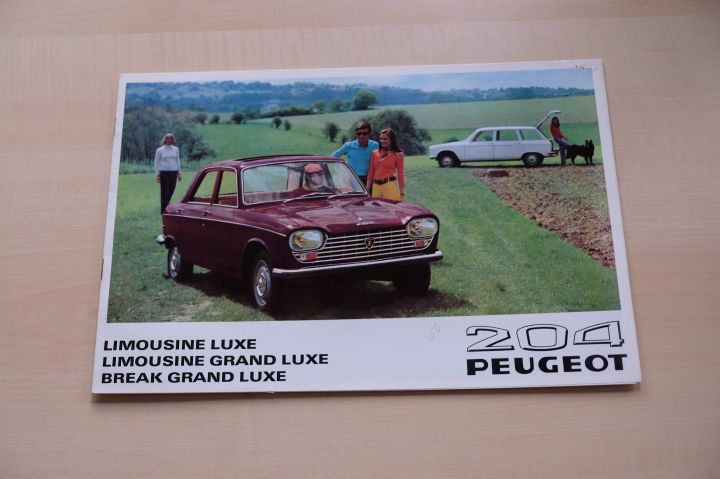 LIMOUSINE LUXE
LIMOUSINE GRAND LUXE
BREAK GRAND LUXE
204
PEUGEOT